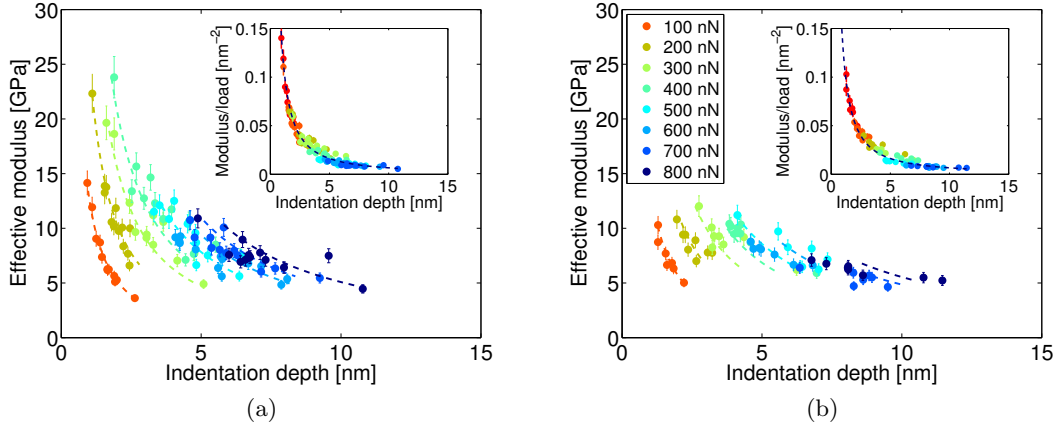 30
25
20
15
10
5
0
0 5 10 15
Effective modulus [GPa]
Indentation depth [nm]
0.15
0.1
0.05
0
0 5 10 15
Modulus/load [nm-2]
Indentation depth [nm]
(a)
30
25
20
15
10
5
0
0 5 10 15
Effective modulus [GPa]
Indentation depth [nm]
100 nN
200 nN
300 nN
400 nN
500 nN
600 nN
700 nN
800 nN
0.15
0.1
0.05
0
0 5 10 15
Modulus/load [nm-2]
Indentation depth [nm]
(b)